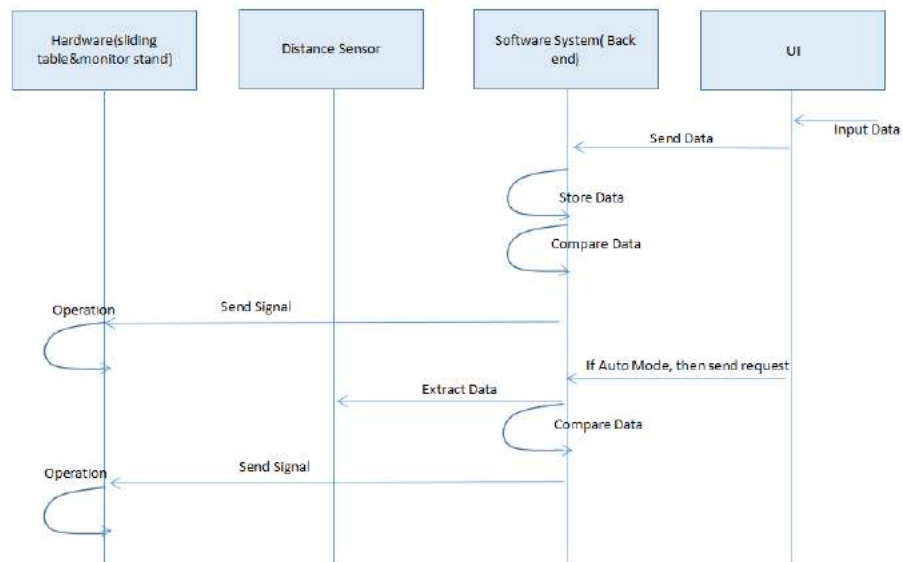 Hardware(sliding
table&monitor stand)
Distance Sensor
Software System( Back
end)
UI
Input Data
Send Data
Store Data
Compare Data
Send Signal
Operation
If Auto Mode, then send request
Extract Data
Compare Data
Send Signal
Operation